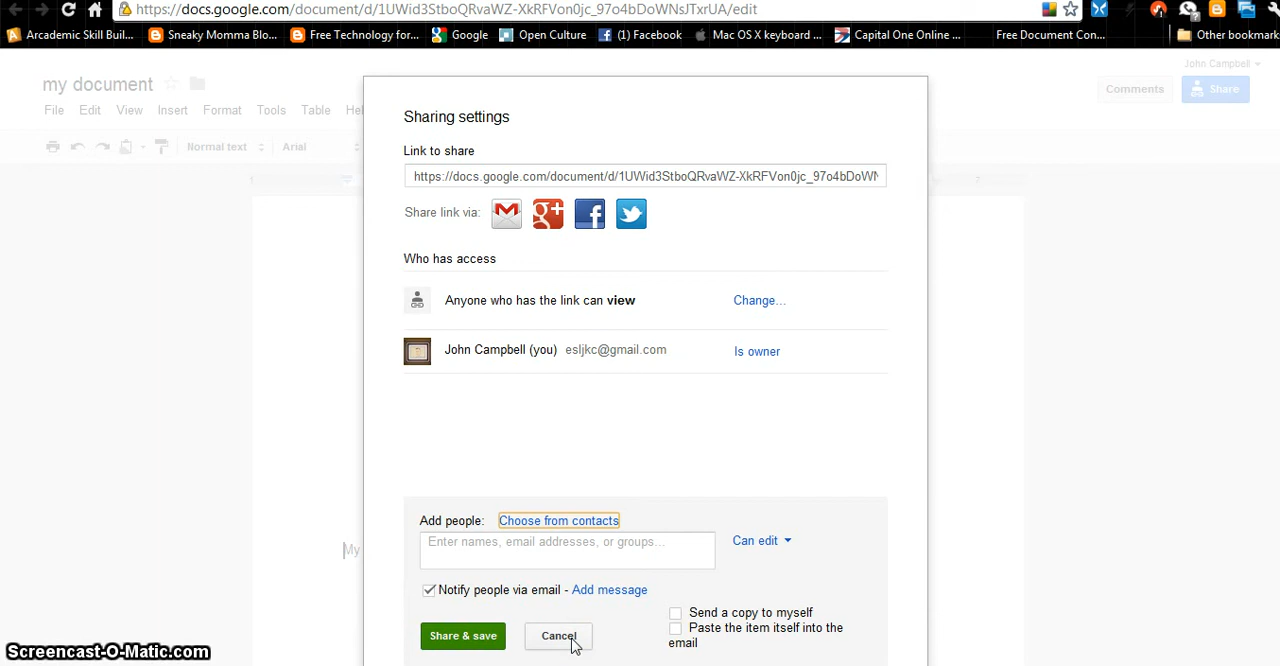 https://docs.google.com/document/d/1UWid3StboQRvaWZ-XkRFVon0jc_97o4bDoWNsJTxrUA/edit
Arcademic Skill Buil... Sneaky Momma Blo... Free Technology for... Google Open Culture (1) Facebook Mac OS X keyboard ... Capital One Online ... Free Document Con... Other bookmark
John Campbell
my document
Comments Share
File Edit View Insert Format Tools Table Hel
Normal text Arial
Sharing settings
Link to share
https://docs.google.com/document/d/1UWid3StboQRvaWZ-XkRFVon0jc_97o4bDoWN
Share link via:
Who has access
Anyone who has the link can view Change...
John Campbell (you) esljkc@gmail.com Is owner
Add people: Choose from contacts
Enter names, email addresses, or groups... Can edit
My
Notify people via email - Add message
Send a copy to myself
Paste the item itself into the
email
Share & save Cancel
Screencast-O-Matic.com